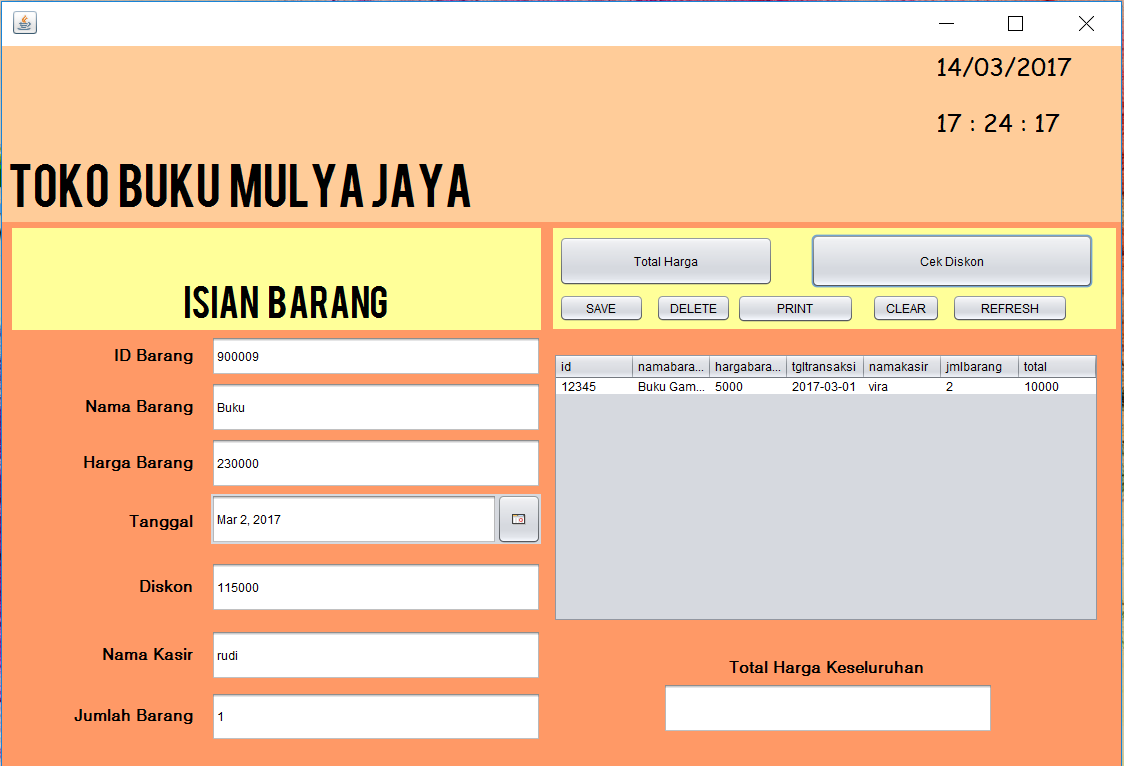 14/03/2017
17 : 24 : 17
TOKO BUKU MULYA JAYA
ISIAN BARANG
ID Barang 900009
Nama Barang Buku
Harga Barang 230000
Tanggal Mar 2, 2017
Diskon 115000
Nama Kasir rudi
Jumlah Barang 1
Total Harga Cek Diskon
SAVE DELETE PRINT CLEAR REFRESH
id namabara... hargabara... tgltransaksi namakasir jmlbarang total
12345 Buku Gam... 5000 2017-03-01 vira 2 10000
Total Harga Keseluruhan